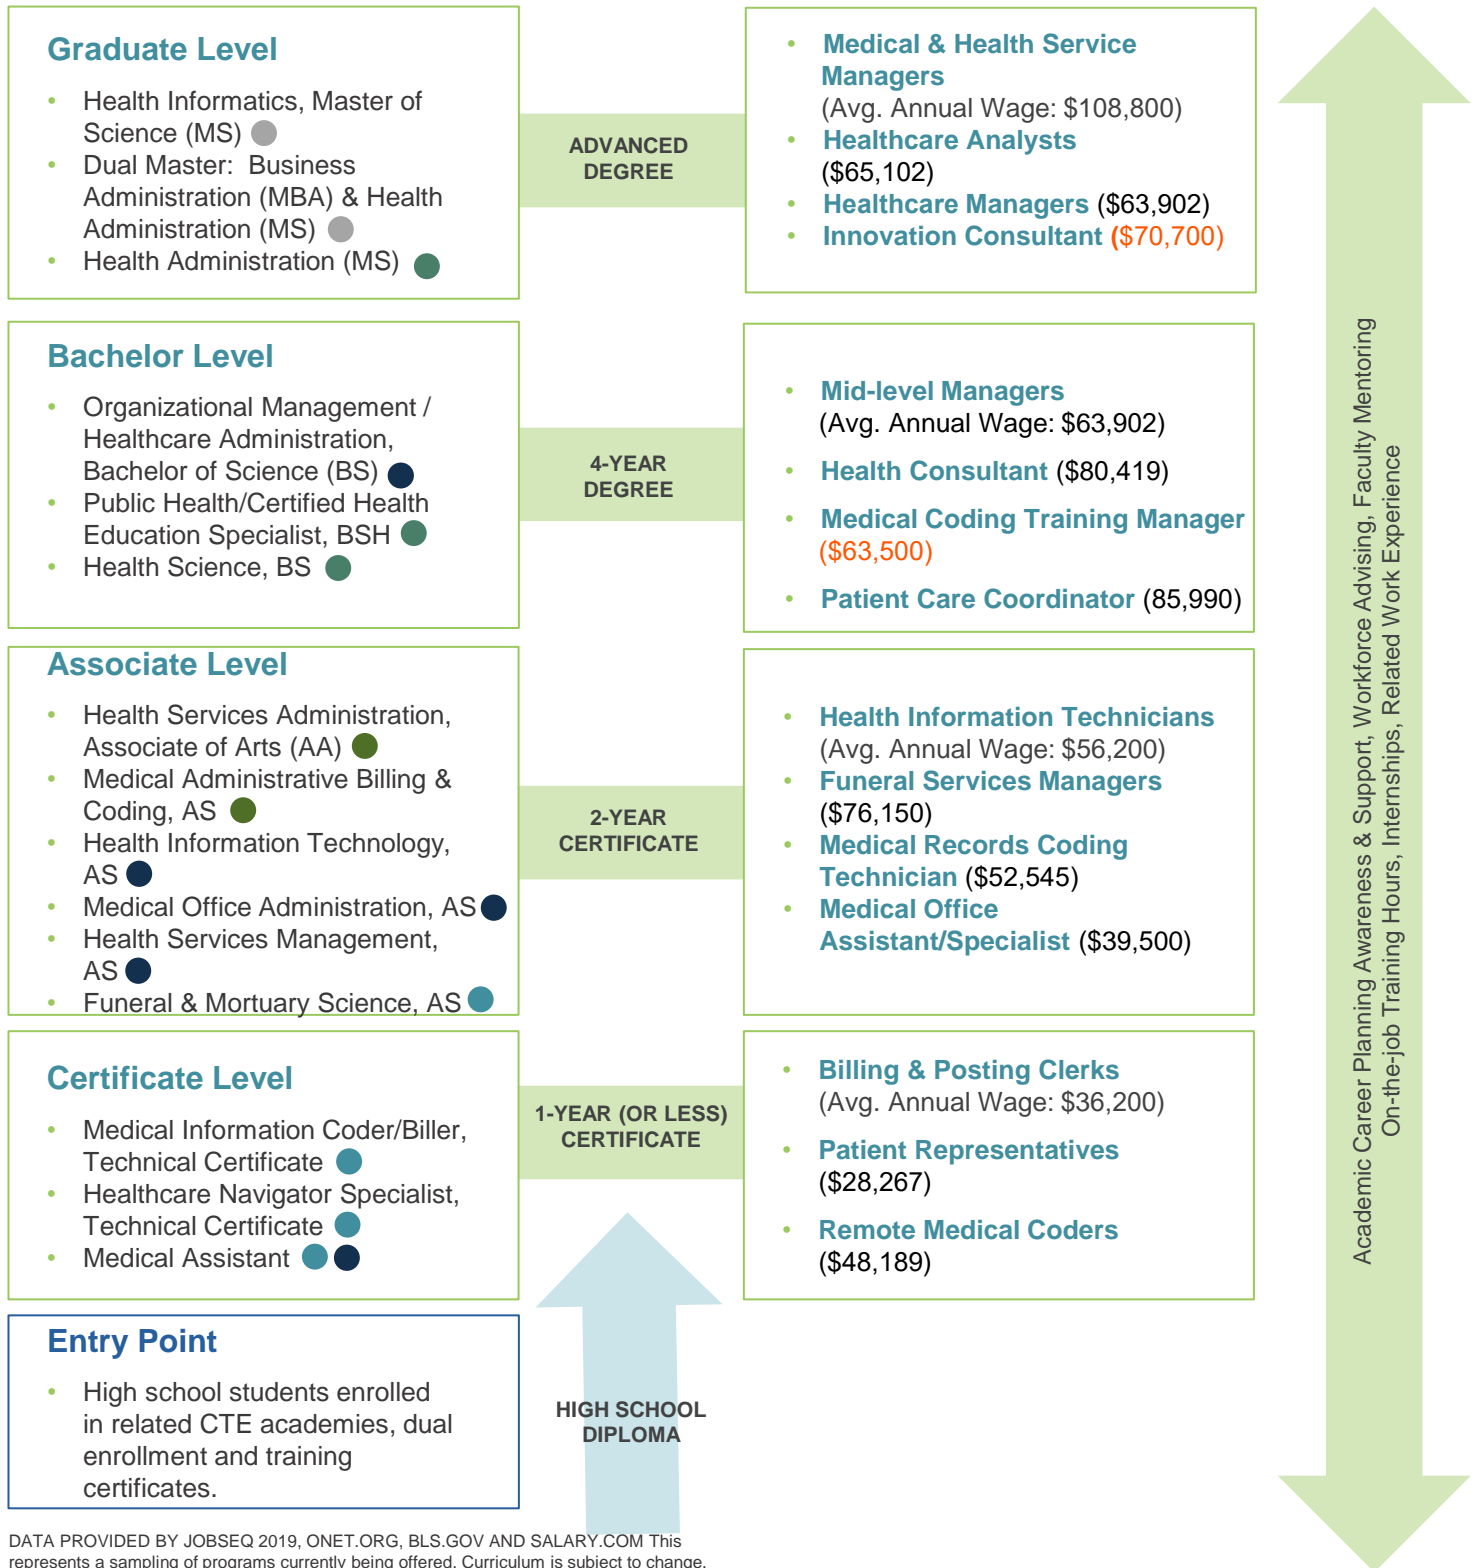 Graduate Level
• Health Informatics, Master of
Science (MS)
• Dual Master: Business
Administration (MBA) & Health
Administration (MS)
• Health Administration (MS)
ADVANCED
DEGREE
• Medical & Health Service
Managers
(Avg. Annual Wage: $108,800)
• Healthcare Analysts
($65,102)
• Healthcare Managers ($63,902)
• Innovation Consultant ($70,700)
Bachelor Level
• Organizational Management /
Healthcare Administration,
Bachelor of Science (BS)
• Public Health/Certified Health
Education Specialist, BSH
• Health Science, BS
4-YEAR
DEGREE
• Mid-level Managers
(Avg. Annual Wage: $63,902)
• Health Consultant ($80,419)
• Medical Coding Training Manager
($63,500)
• Patient Care Coordinator (85,990)
Associate Level
• Health Services Administration,
Associate of Arts (AA)
• Medical Administrative Billing &
Coding, AS
• Health Information Technology,
AS
• Medical Office Administration, AS
• Health Services Management,
AS
• Funeral & Mortuary Science, AS
2-YEAR
CERTIFICATE
• Health Information Technicians
(Avg. Annual Wage: $56,200)
• Funeral Services Managers
($76,150)
• Medical Records Coding
Technician ($52,545)
• Medical Office
Assistant/Specialist ($39,500)
Certificate Level
• Medical Information Coder/Biller,
Technical Certificate
• Healthcare Navigator Specialist,
Technical Certificate
• Medical Assistant
1-YEAR (OR LESS)
CERTIFICATE
• Billing & Posting Clerks
(Avg. Annual Wage: $36,200)
• Patient Representatives
($28,267)
• Remote Medical Coders
($48,189)
Entry Point
• High school students enrolled
in related CTE academies, dual
enrollment and training
certificates.
HIGH SCHOOL
DIPLOMA
Academic Career Planning Awareness & Support, Workforce Advising, Faculty Mentoring
On-the-job Training Hours, Internships, Related Work Experience
DATA PROVIDED BY JOBSEQ 2019, ONET.ORG, BLS.GOV AND SALARY.COM This
represents a sampling of programs currently being offered. Curriculum is subject to change.